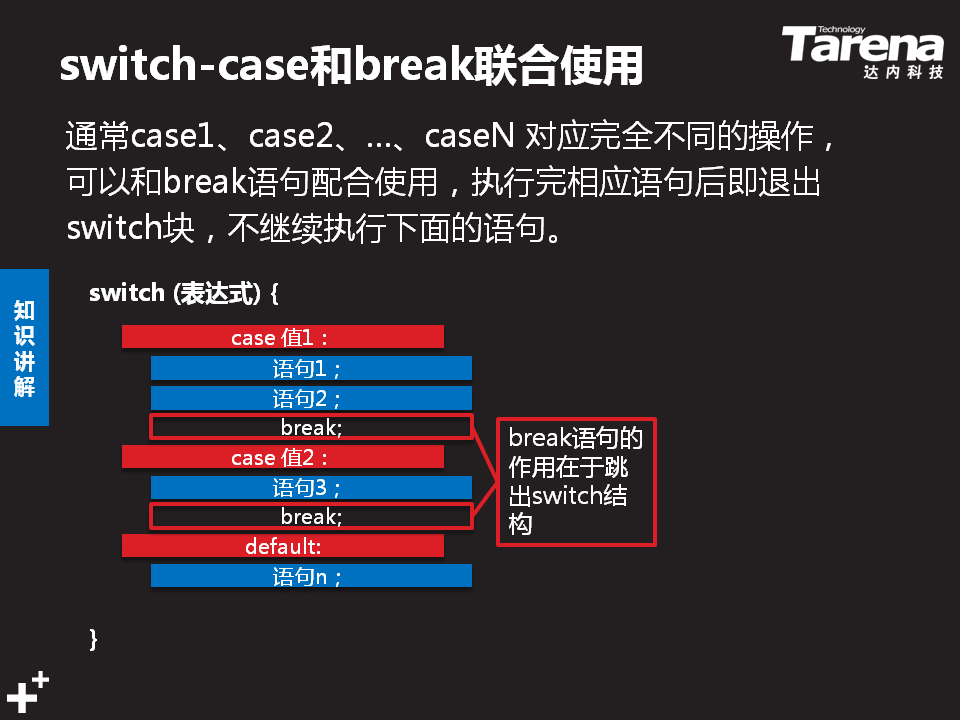 switch-case和break联合使用
Technology
Tarena
达内科技
通常case1、case2、…、caseN 对应完全不同的操作，
可以和break语句配合使用，执行完相应语句后即退出
switch块，不继续执行下面的语句。
知
识
讲
解
switch (表达式) {
case 值1：
语句1；
语句2；
break;
case 值2：
语句3；
break;
default:
语句n；
}
break语句的
作用在于跳
出switch结
构